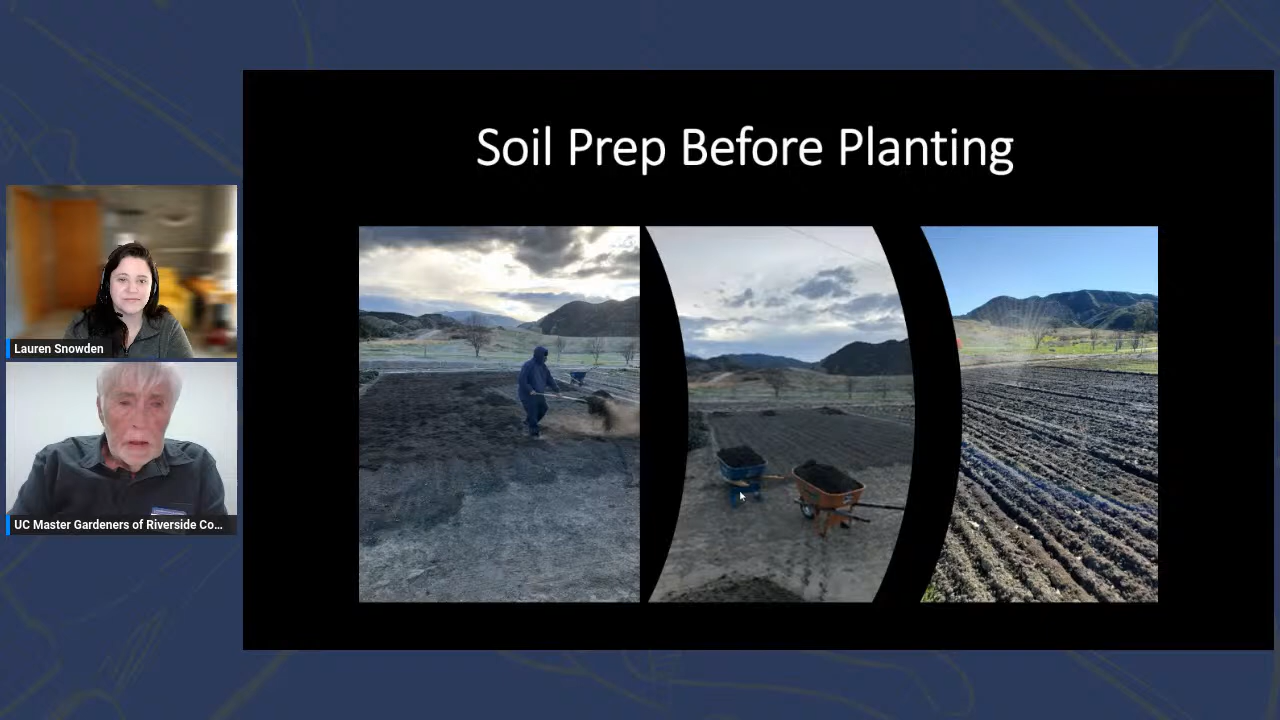 Soil Prep Before Planting
Lauren Snowden
UC Master Gardeners of Riverside Co...